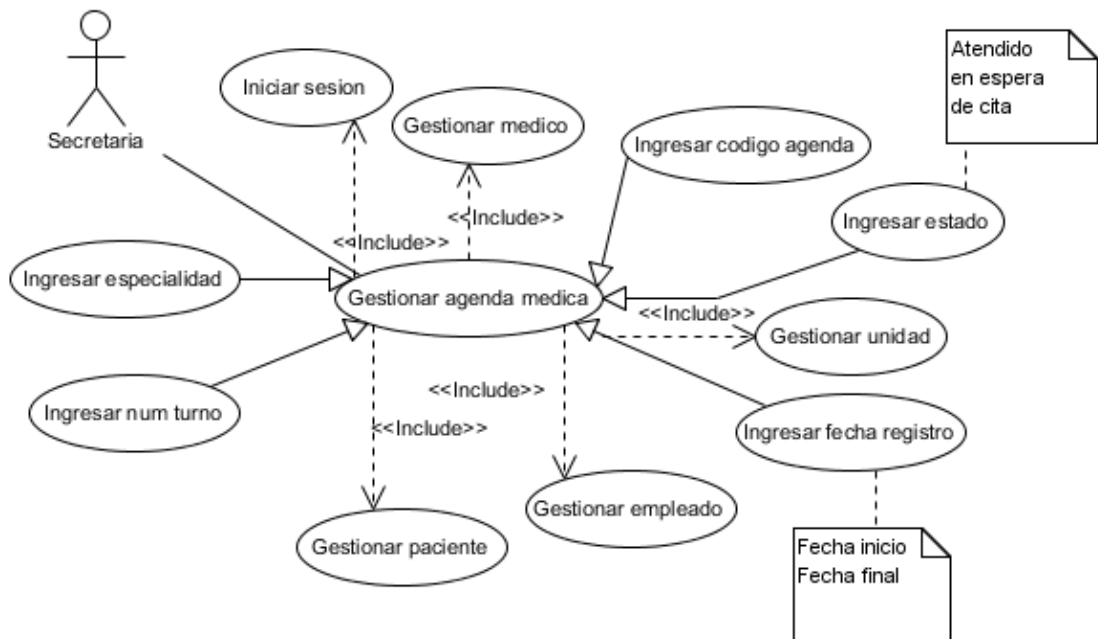 Atendido
en espera
de cita
Iniciar sesion
Gestionar medico
Secretaria
Ingresar codigo agenda
Ingresar estado
<<Include>>
<<Include>>
Ingresar especialidad
Gestionar agenda medica
<<Include>>
Gestionar unidad
<<Include>>
Ingresar num turno
<<Include>>
Ingresar fecha registro
Gestionar empleado
Gestionar paciente
Fecha inicio
Fecha final